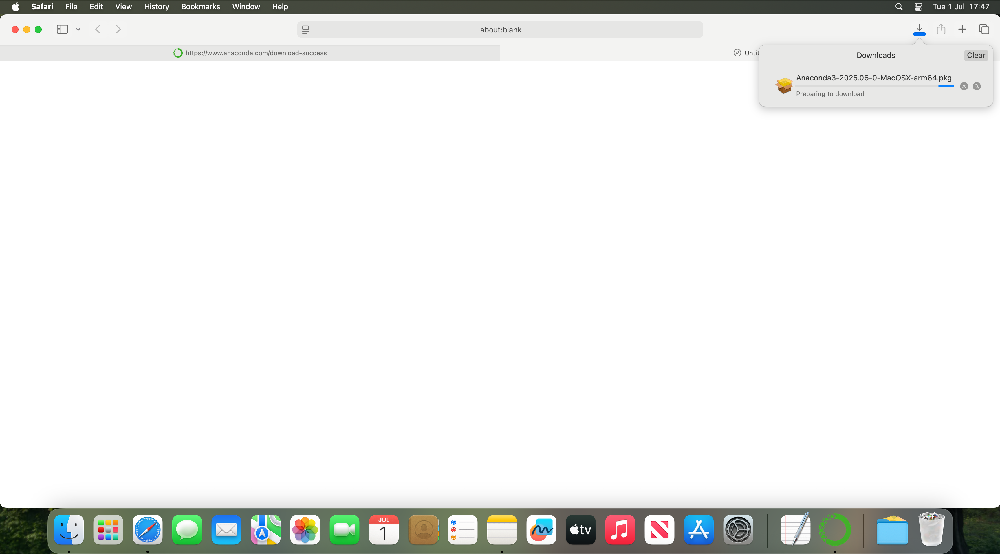 Safari File Edit View History Bookmarks Window Help Tue 1 Jul 17:47
about:blank
https://www.anaconda.com/download-success
Untit
Downloads Clear
Anaconda3-2025.06-0-MacOSX-arm64.pkg
Preparing to download
JUL
1
tv